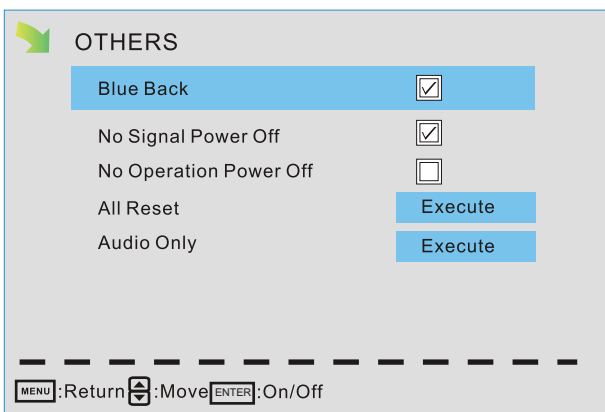 OTHERS
Blue Back
No Signal Power Off
No Operation Power Off
All Reset Execute
Audio Only Execute
MENU:Return :Move ENTER:On/Off